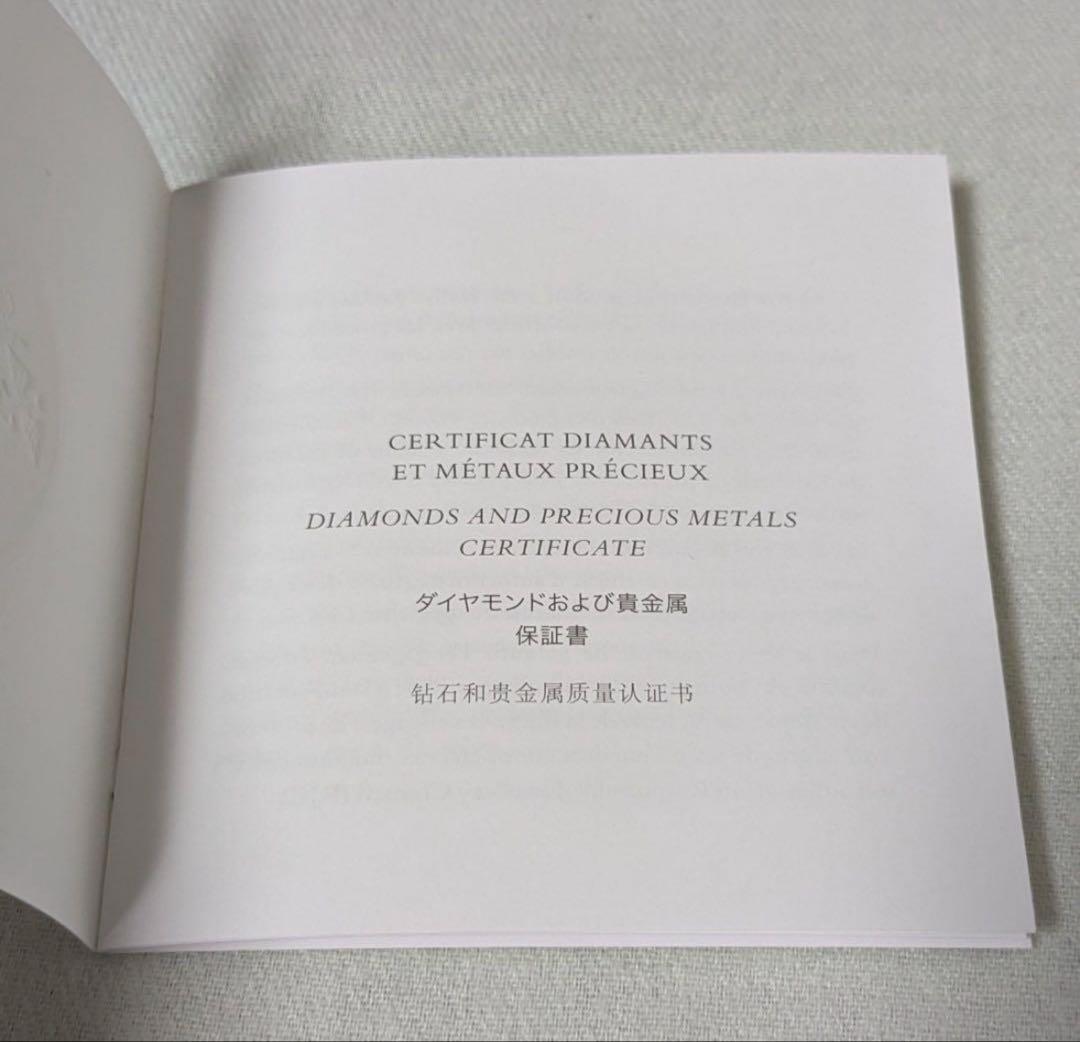 CERTIFICAT DIAMANTS
ET MÉTAUX PRÉCIEUX
DIAMONDS AND PRECIOUS METALS
CERTIFICATE
ダイヤモンドおよび貴金属
保証書
钻石和贵金属质量认证书